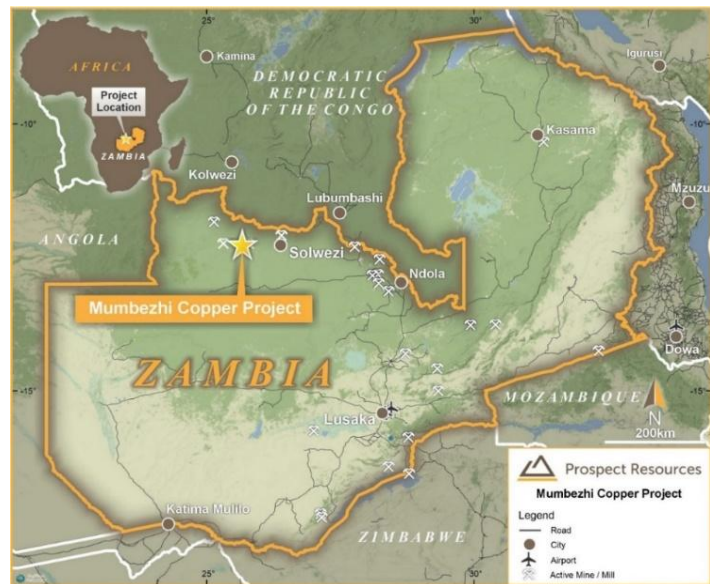 25
30
AFRICA
Project
Location
ZAMBIA
Kamina
DEMOCRATIC
REPUBLIC
OF THE CONGO
Igurusi
-10
-10
Kasama
Kolwezi
Lubumbashi
Mzuzu
ANGOLA
Solwezi
Ndola
Mumbezhi Copper Project
ZAMBIA
Dowa
-15
-15
MOZAMBIQUE
N
200km
Lusaka
Katima Mulilo
ZIMBABWE
25
30
Prospect Resources
Mumbezhi Copper Project
Legend
Road
City
Airport
Active Mine / Mill